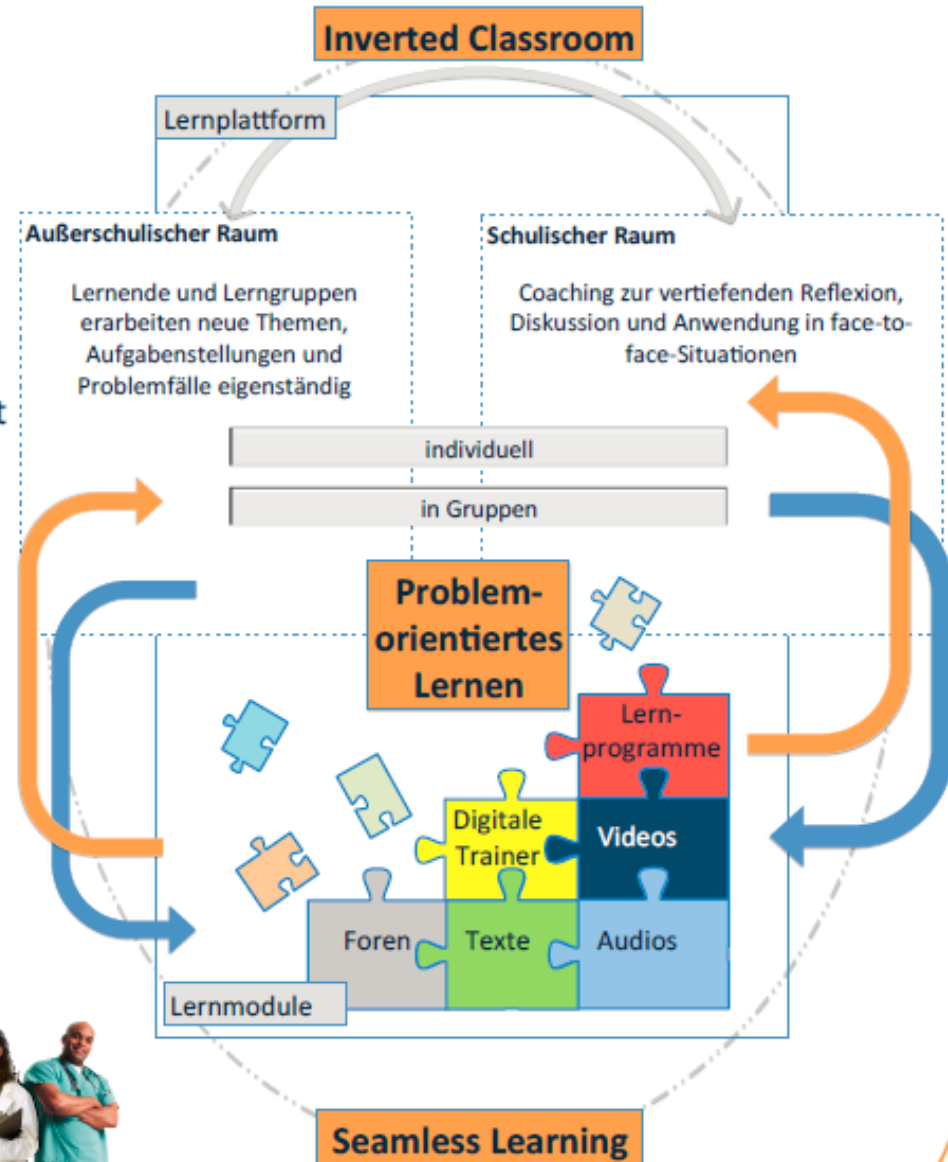 Inverted Classroom
Lernplattform
Außerschulischer Raum
Lernende und Lerngruppen
erarbeiten neue Themen,
Aufgabenstellungen und
Problemfälle eigenständig
Schulischer Raum
Coaching zur vertiefenden Reflexion,
Diskussion und Anwendung in face-to-
face-Situationen
t
individuell
in Gruppen
Problem-
orientiertes
Lernen
Lern-
programme
Digitale
Trainer
Videos
Foren
Texte
Audios
Lernmodule
Seamless Learning